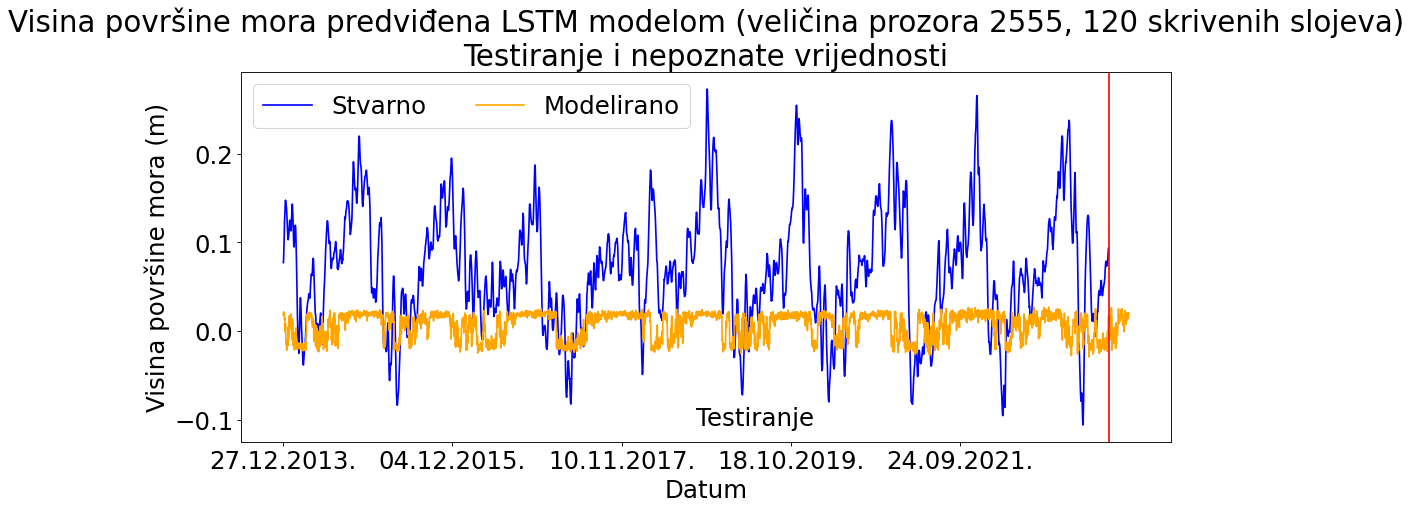 Visina površine mora predviđena LSTM modelom (veličina prozora 2555, 120 skrivenih slojeva)
Testiranje i nepoznate vrijednosti
Stvarno Modelirano
Visina površine mora (m)
0.2
0.1
0.0
−0.1
Testiranje
27.12.2013. 04.12.2015. 10.11.2017. 18.10.2019. 24.09.2021.
Datum